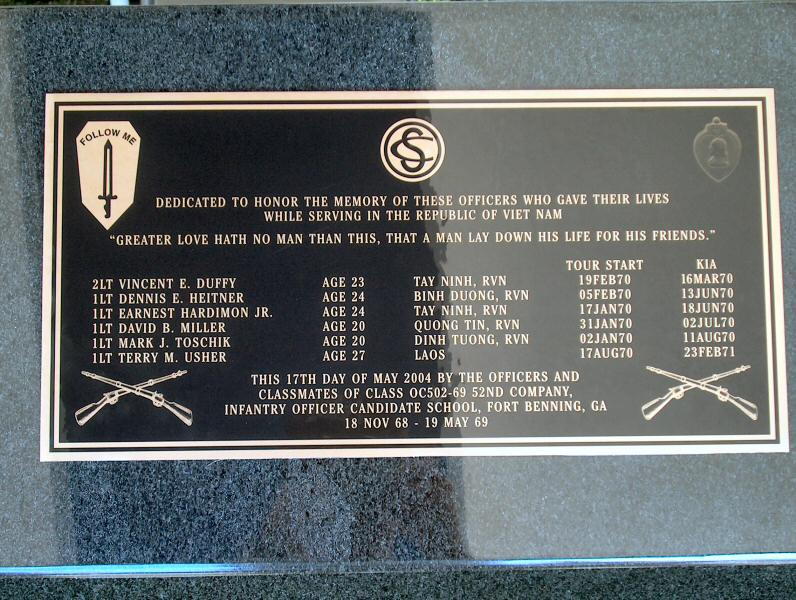 FOLLOW ME
OCS
DEDICATED TO HONOR THE MEMORY OF THESE OFFICERS WHO GAVE THEIR LIVES
WHILE SERVING IN THE REPUBLIC OF VIET NAM
“GREATER LOVE HATH NO MAN THAN THIS, THAT A MAN LAY DOWN HIS LIFE FOR HIS FRIENDS.”
TOUR START KIA
2LT VINCENT E. DUFFY AGE 23 TAY NINH, RVN 19FEB70 16MAR70
1LT DENNIS E. HEITNER AGE 24 BINH DUONG, RVN 05FEB70 13JUN70
1LT EARNEST HARDIMON JR. AGE 24 TAY NINH, RVN 17JAN70 18JUN70
1LT DAVID B. MILLER AGE 20 QUONG TIN, RVN 31JAN70 02JUL70
1LT MARK J. TOSCHIK AGE 20 DINH TUONG, RVN 02JAN70 11AUG70
1LT TERRY M. USHER AGE 27 LAOS 17AUG70 23FEB71
THIS 17TH DAY OF MAY 2004 BY THE OFFICERS AND
CLASSMATES OF CLASS OC502-69 52ND COMPANY,
INFANTRY OFFICER CANDIDATE SCHOOL, FORT BENNING, GA
18 NOV 68 - 19 MAY 69